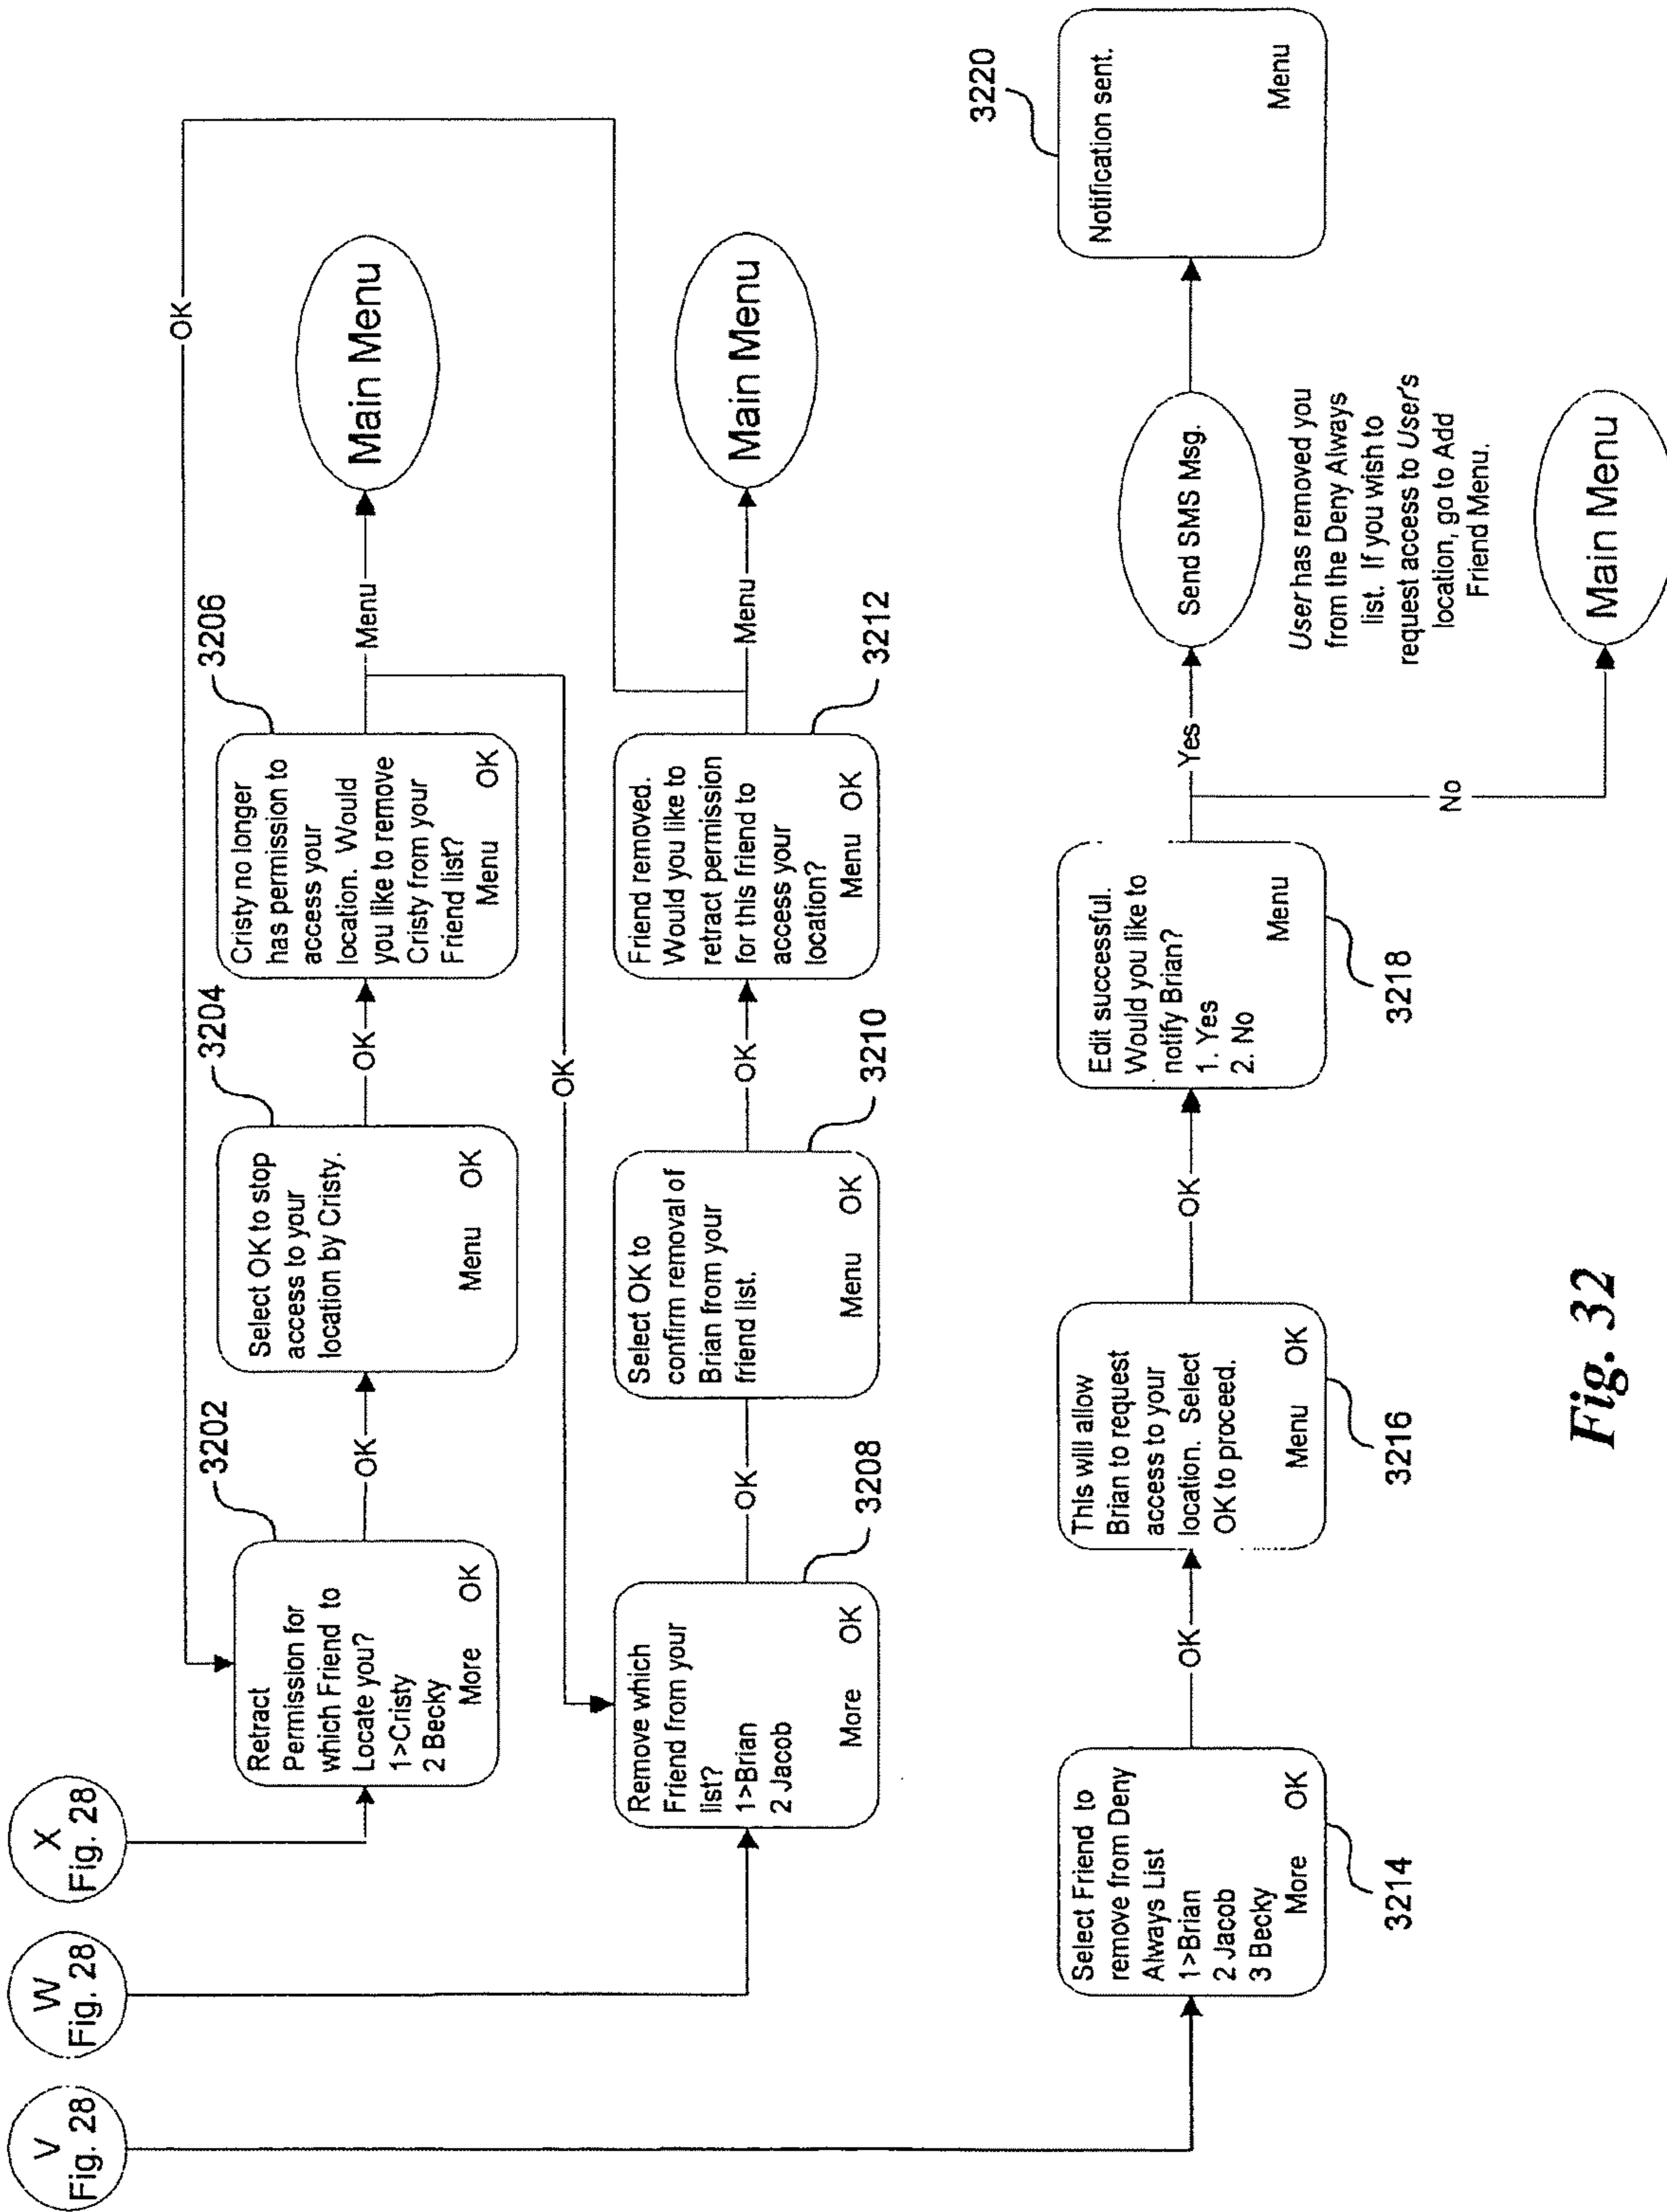 V
Fig. 28
W
Fig. 28
X
Fig. 28
OK
3202
Retract
Permission for
which Friend to
Locate you?
1>Cristy
2 Becky
More OK
OK
3204
Select OK to stop
access to your
location by Cristy.
Menu OK
OK
3206
Cristy no longer
has permission to
access your
location. Would
you like to remove
Cristy from your
Friend list?
Menu OK
Menu
Main Menu
OK
Remove which
Friend from your
list?
1>Brian
2 Jacob
More OK
3208
OK
Select OK to
confirm removal of
Brian from your
friend list.
Menu OK
3210
OK
Friend removed.
Would you like to
retract permission
for this friend to
access your
location?
Menu OK
3212
Menu
Main Menu
Select Friend to
remove from Deny
Always List
1>Brian
2 Jacob
3 Becky
More OK
3214
OK
This will allow
Brian to request
access to your
location. Select
OK to proceed.
Menu OK
3216
OK
Edit successful.
Would you like to
notify Brian?
1. Yes
2. No
Menu
3218
Yes
No
Send SMS Msg.
User has removed you
from the Deny Always
list. If you wish to
request access to User's
location, go to Add
Friend Menu.
Main Menu
3220
Notification sent.
Menu
Fig. 32